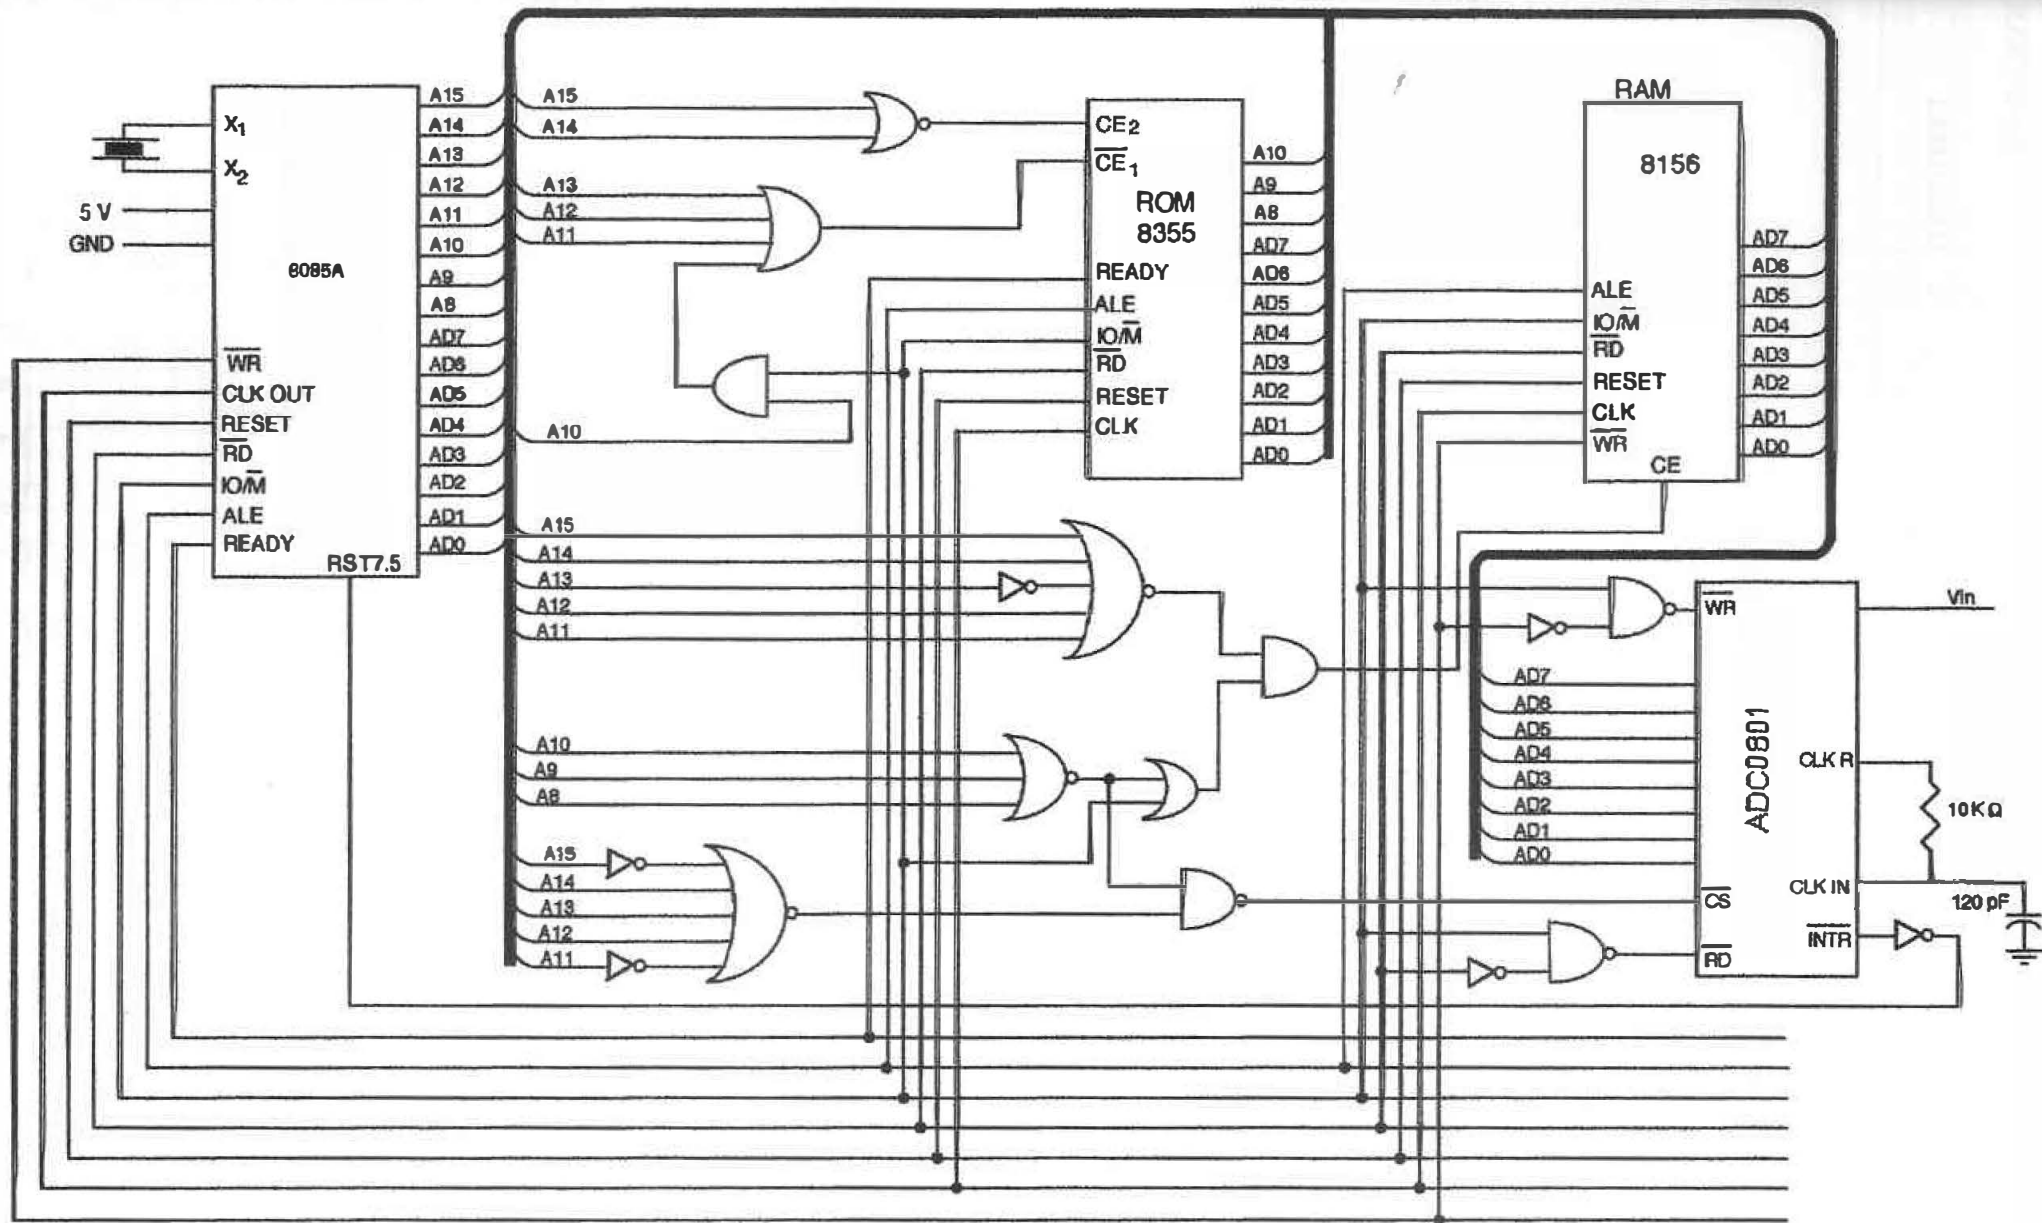 X1
X2
5 V
GND
8085A
WR
CLK OUT
RESET
RD
IO/M
ALE
READY
RST7.5
A15
A14
A13
A12
A11
A10
A9
A8
AD7
AD6
AD5
AD4
AD3
AD2
AD1
AD0
A15
A14
A13
A12
A11
A10
A15
A14
A13
A12
A11
A10
A9
A8
A15
A14
A13
A12
A11
CE2
CE1
ROM
8355
READY
ALE
IO/M
RD
RESET
CLK
A10
A9
A8
AD7
AD6
AD5
AD4
AD3
AD2
AD1
AD0
RAM
8156
ALE
IO/M
RD
RESET
CLK
WR
CE
AD7
AD6
AD5
AD4
AD3
AD2
AD1
AD0
WR
AD7
AD6
AD5
AD4
AD3
AD2
AD1
AD0
CS
RD
ADC0801
Vin
CLK R
10KΩ
CLK IN
120 pF
INTR